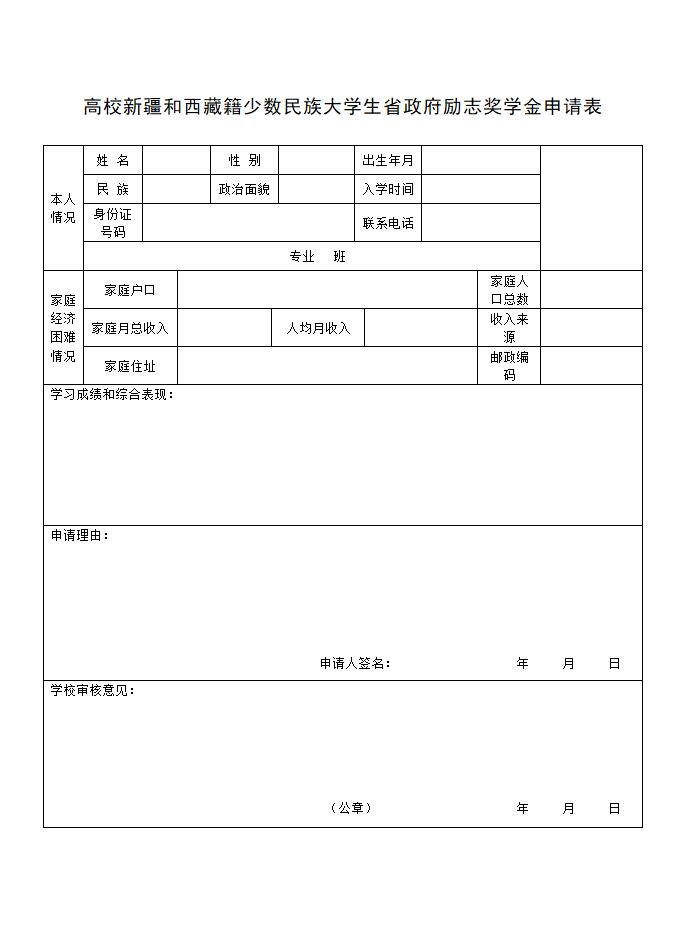 高校新疆和西藏籍少数民族大学生省政府励志奖学金申请表
本人
情况
姓 名
性 别
出生年月
民 族
政治面貌
入学时间
身份证
号码
联系电话
专业 班
家庭
经济
困难
情况
家庭户口
家庭人
口总数
家庭月总收入
人均月收入
收入来
源
家庭住址
邮政编
码
学习成绩和综合表现：
申请理由：
申请人签名： 年 月 日
学校审核意见：
（公章） 年 月 日